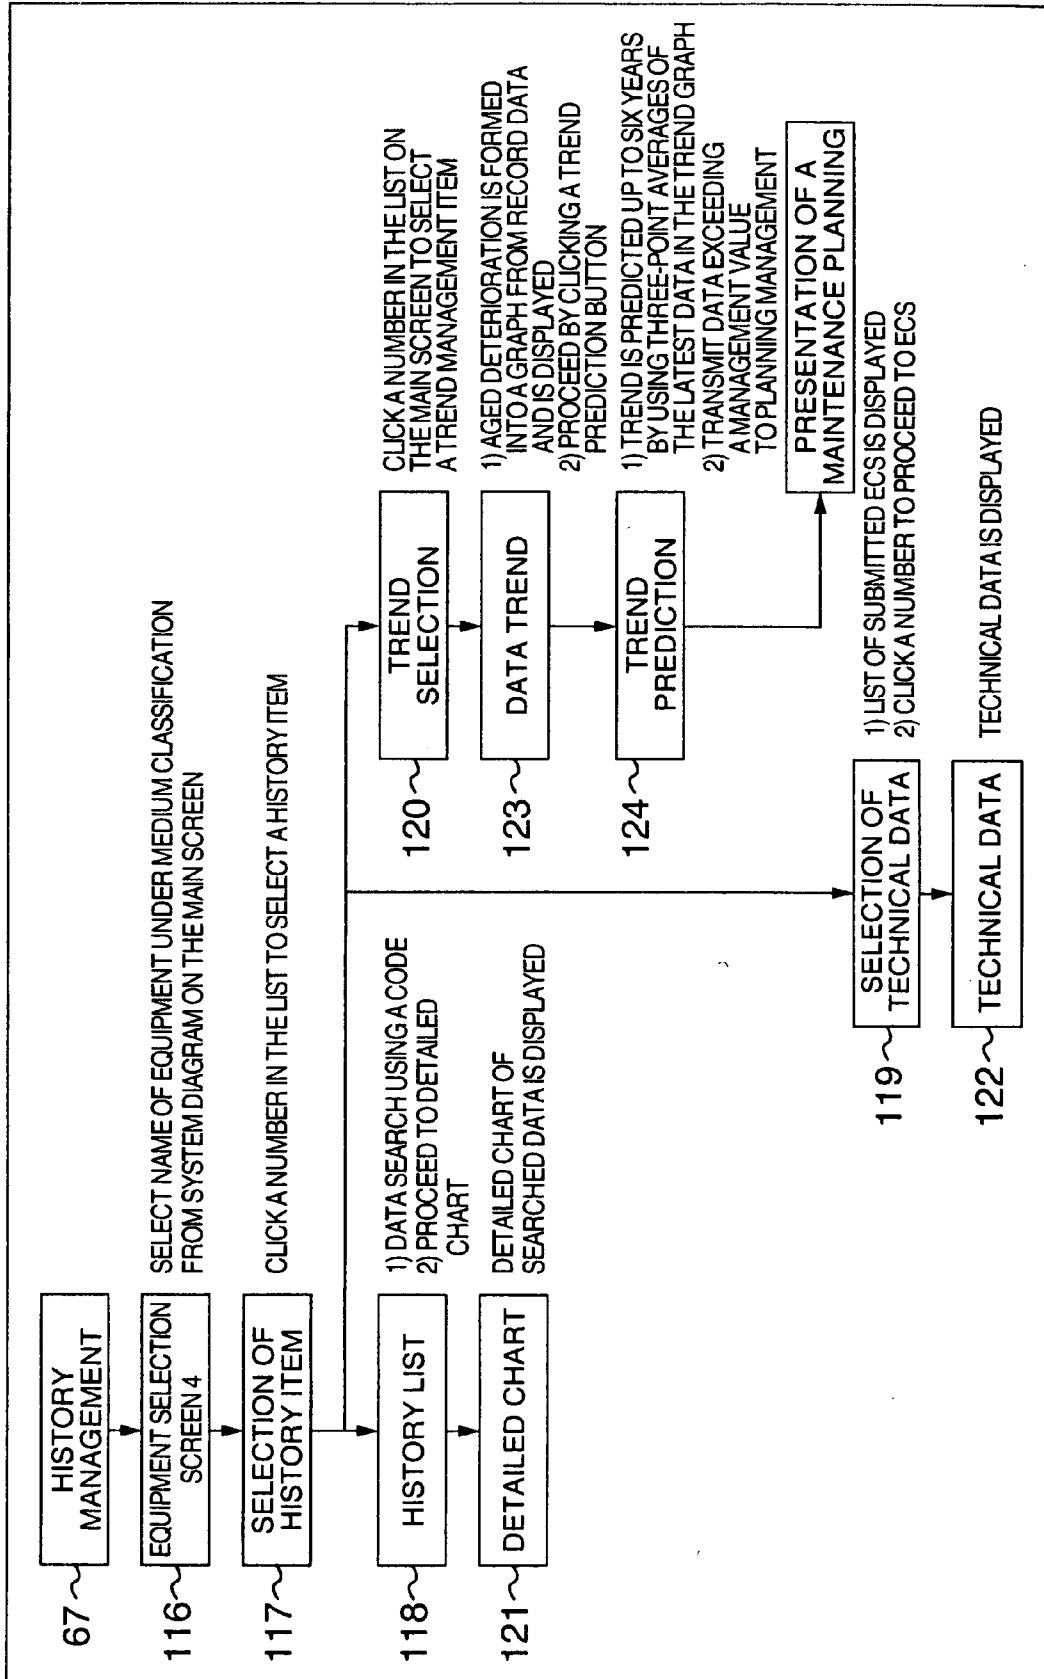 67
HISTORY
MANAGEMENT
116
EQUIPMENT SELECTION
SCREEN 4
SELECT NAME OF EQUIPMENT UNDER MEDIUM CLASSIFICATION
FROM SYSTEM DIAGRAM ON THE MAIN SCREEN
117
SELECTION OF
HISTORY ITEM
CLICK A NUMBER IN THE LIST TO SELECT A HISTORY ITEM
118
HISTORY LIST
1) DATA SEARCH USING A CODE
2) PROCEED TO DETAILED
CHART
121
DETAILED CHART
DETAILED CHART OF
SEARCHED DATA IS DISPLAYED
120
TREND
SELECTION
CLICK A NUMBER IN THE LIST ON
THE MAIN SCREEN TO SELECT
A TREND MANAGEMENT ITEM
123
DATA TREND
1) AGED DETERIORATION IS FORMED
INTO A GRAPH FROM RECORD DATA
AND IS DISPLAYED
2) PROCEED BY CLICKING A TREND
PREDICTION BUTTON
124
TREND
PREDICTION
1) TREND IS PREDICTED UP TO SIX YEARS
BY USING THREE-POINT AVERAGES OF
THE LATEST DATA IN THE TREND GRAPH
2) TRANSMIT DATA EXCEEDING
A MANAGEMENT VALUE
TO PLANNING MANAGEMENT
PRESENTATION OF A
MAINTENANCE PLANNING
119
SELECTION OF
TECHNICAL DATA
1) LIST OF SUBMITTED ECS IS DISPLAYED
2) CLICK A NUMBER TO PROCEED TO ECS
122
TECHNICAL DATA
TECHNICAL DATA IS DISPLAYED